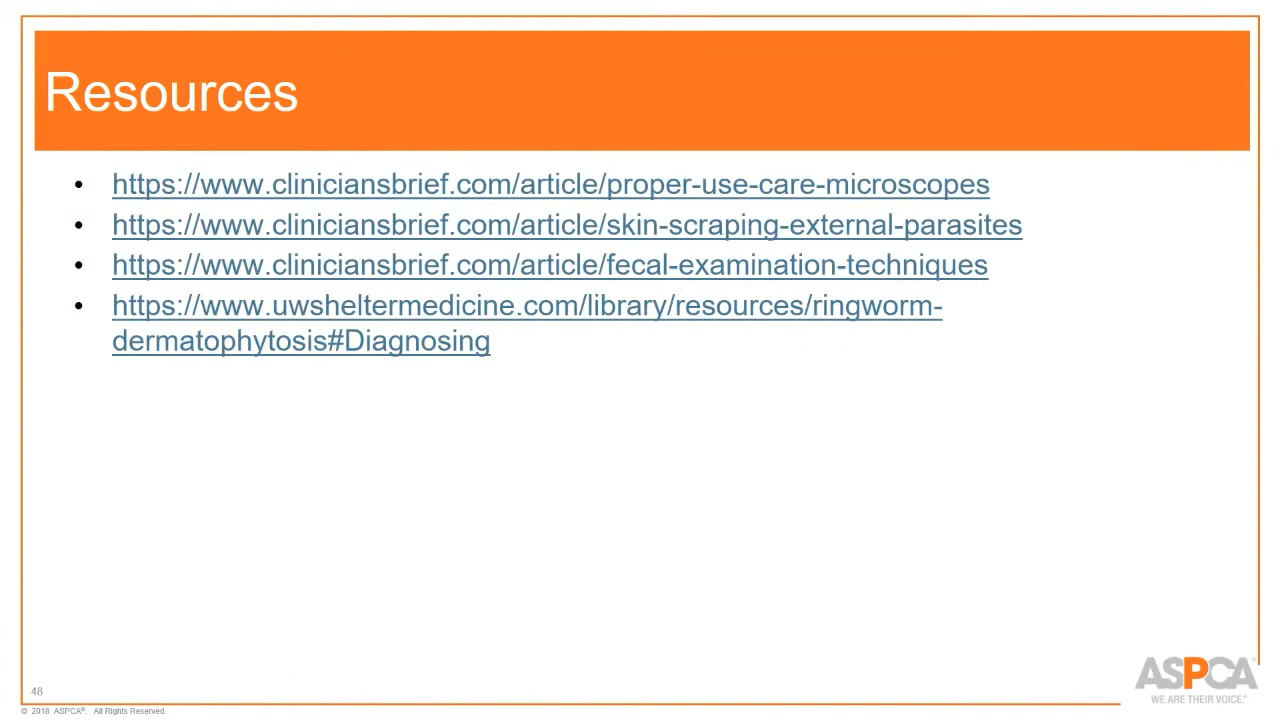 Resources
• https://www.cliniciansbrief.com/article/proper-use-care-microscopes
• https://www.cliniciansbrief.com/article/skin-scraping-external-parasites
• https://www.cliniciansbrief.com/article/fecal-examination-techniques
• https://www.uwsheltermedicine.com/library/resources/ringworm-
dermatophytosis#Diagnosing
48
© 2018 ASPCA®. All Rights Reserved.
ASPCA®
WE ARE THEIR VOICE.™